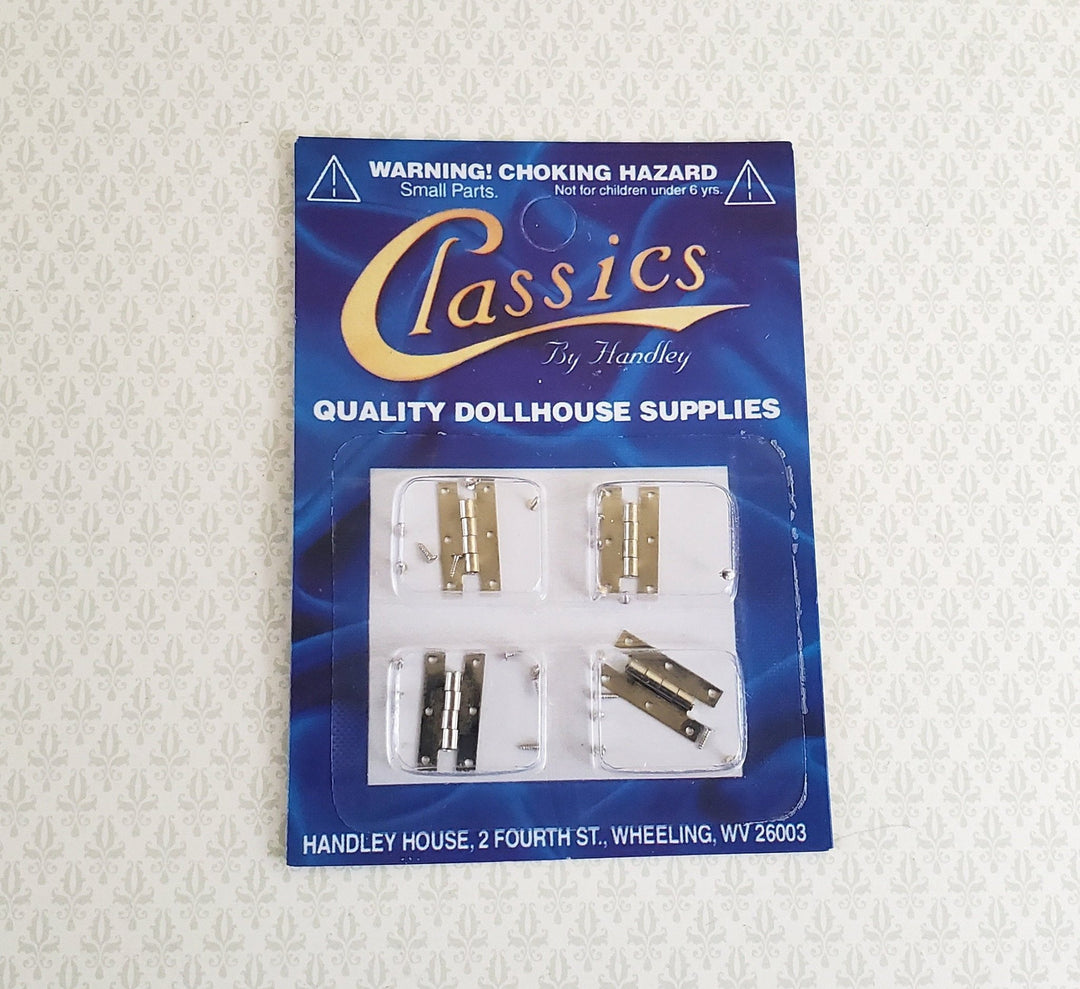 WARNING! CHOKING HAZARD
Small Parts. Not for children under 6 yrs.
Classics
By Handley
QUALITY DOLLHOUSE SUPPLIES
HANDLEY HOUSE, 2 FOURTH ST., WHEELING, WV 26003